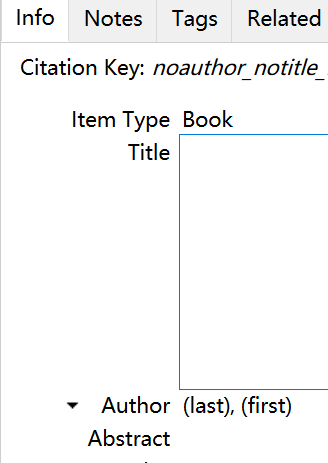 Info Notes Tags Related
Citation Key: noauthor_notitle_
Item Type Book
Title
Author (last), (first)
Abstract